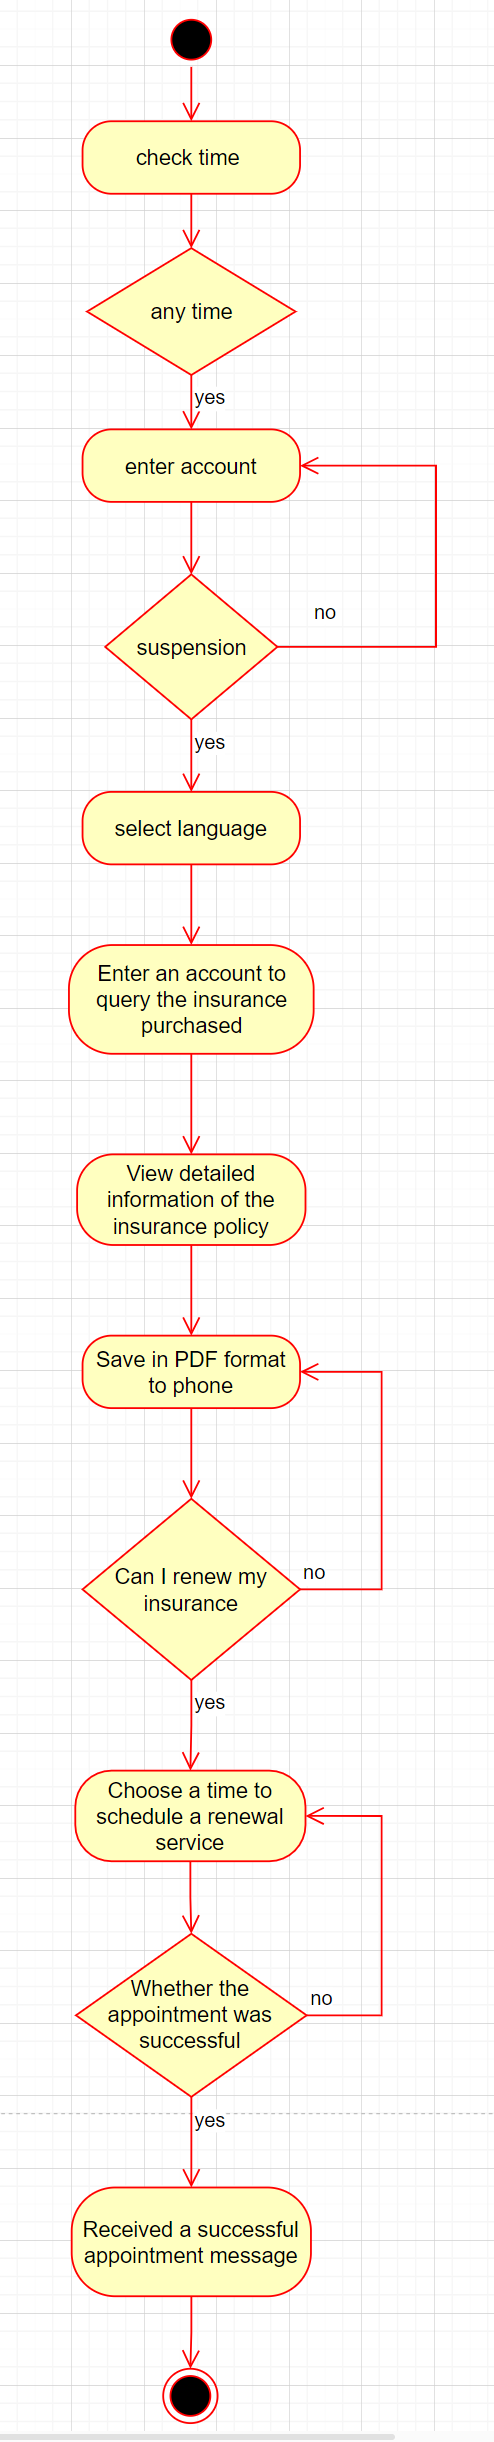 check time
any time
yes
enter account
no
suspension
yes
select language
Enter an account to
query the insurance
purchased
View detailed
information of the
insurance policy
Save in PDF format
to phone
Can I renew my
insurance
no
yes
Choose a time to
schedule a renewal
service
Whether the
appointment was
successful
no
yes
Received a successful
appointment message